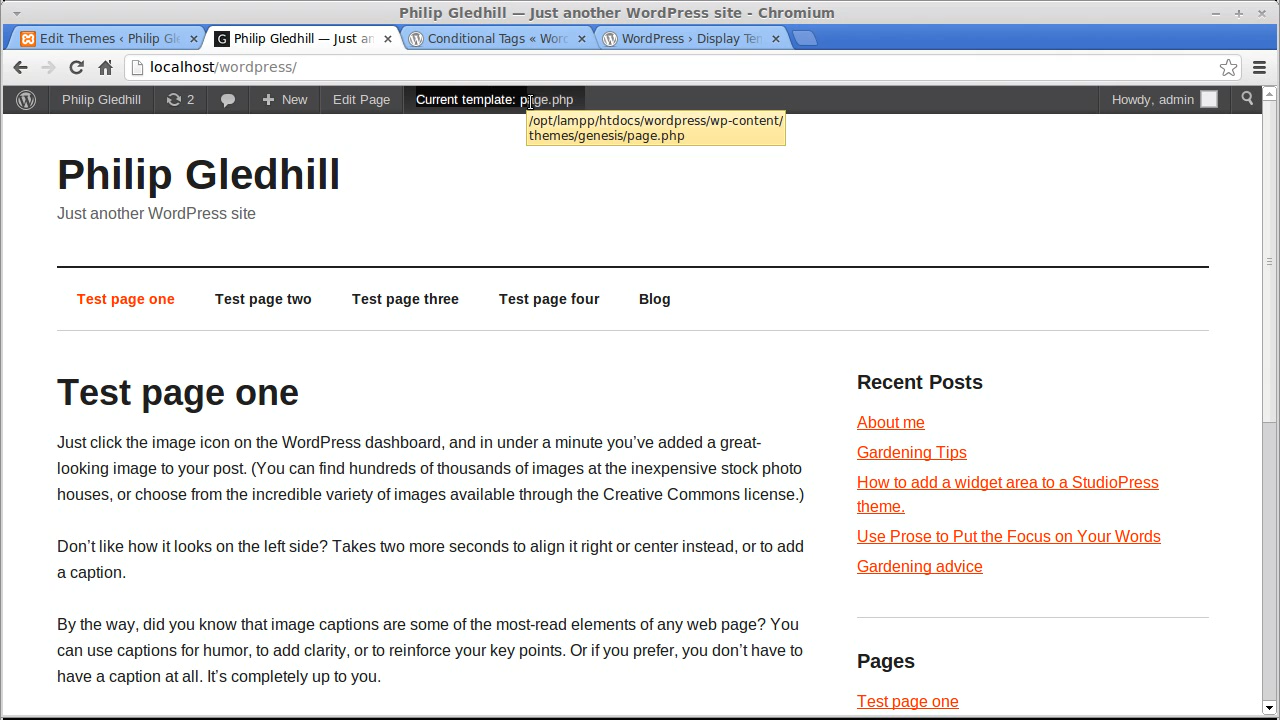 Philip Gledhill — Just another WordPress site - Chromium
Edit Themes ‹ Philip Gle
Philip Gledhill — Just an
Conditional Tags « Word
WordPress › Display Tem
localhost/wordpress/
Philip Gledhill
2
New
Edit Page
Current template: page.php
Howdy, admin
/opt/lampp/htdocs/wordpress/wp-content/
themes/genesis/page.php
Philip Gledhill
Just another WordPress site
Test page one
Test page two
Test page three
Test page four
Blog
Test page one
Just click the image icon on the WordPress dashboard, and in under a minute you’ve added a great-
looking image to your post. (You can find hundreds of thousands of images at the inexpensive stock photo
houses, or choose from the incredible variety of images available through the Creative Commons license.)
Don’t like how it looks on the left side? Takes two more seconds to align it right or center instead, or to add
a caption.
By the way, did you know that image captions are some of the most-read elements of any web page? You
can use captions for humor, to add clarity, or to reinforce your key points. Or if you prefer, you don’t have to
have a caption at all. It’s completely up to you.
Recent Posts
About me
Gardening Tips
How to add a widget area to a StudioPress
theme.
Use Prose to Put the Focus on Your Words
Gardening advice
Pages
Test page one